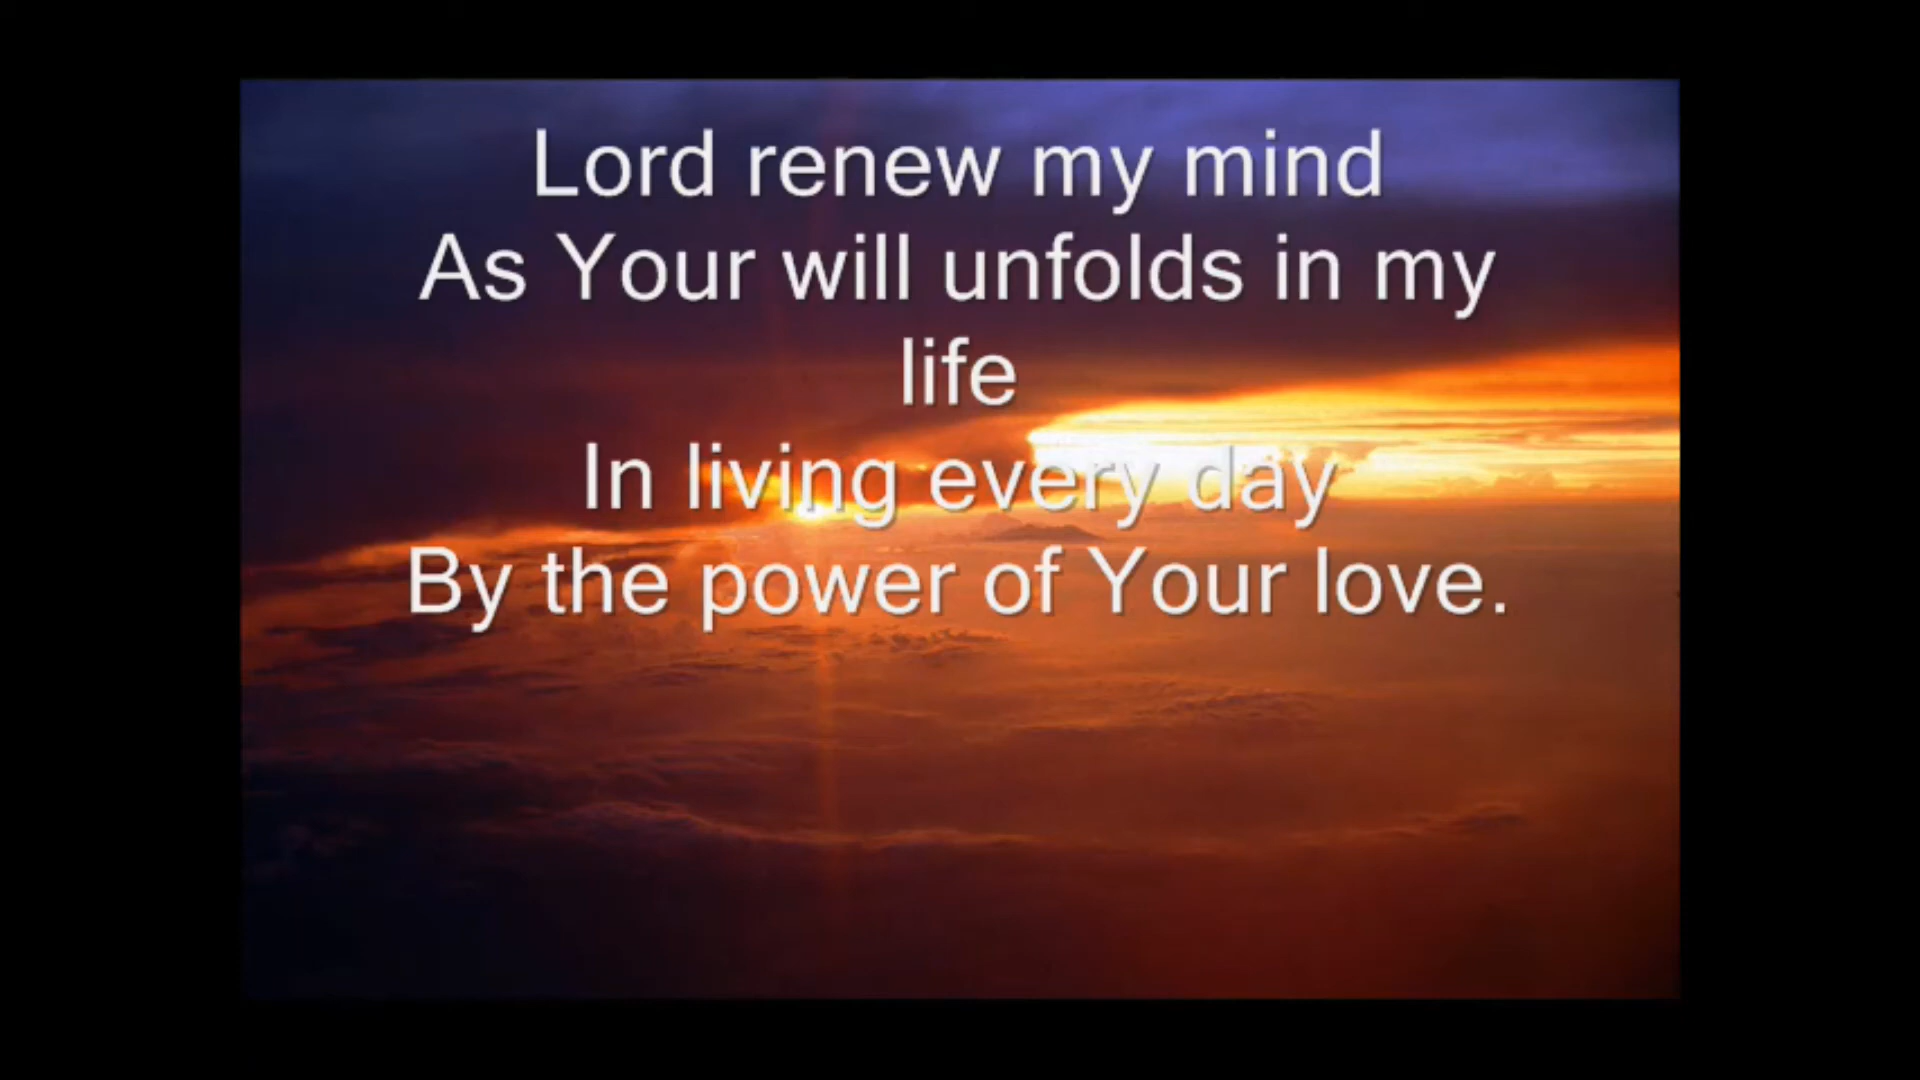 Lord renew my mind
As Your will unfolds in my
life
In living every day
By the power of Your love.